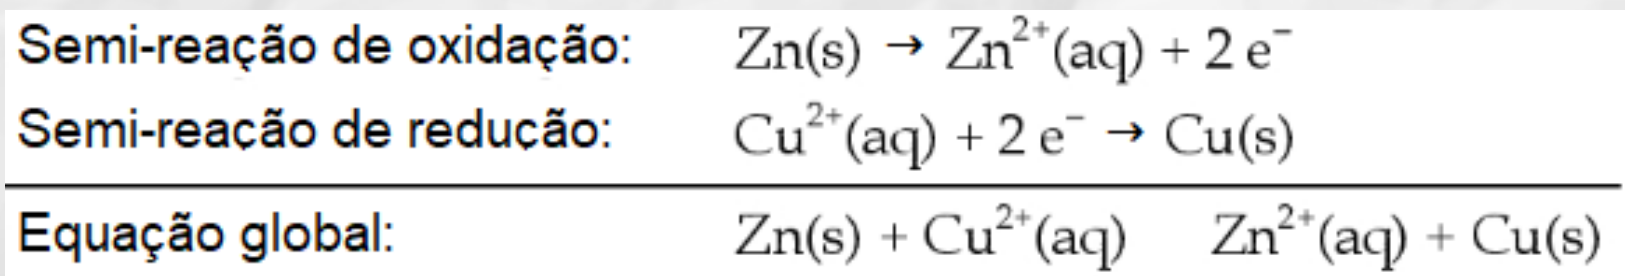 Semi-reação de oxidação: Zn(s) → Zn²⁺(aq) + 2 e⁻
Semi-reação de redução: Cu²⁺(aq) + 2 e⁻ → Cu(s)
Equação global: Zn(s) + Cu²⁺(aq) Zn²⁺(aq) + Cu(s)